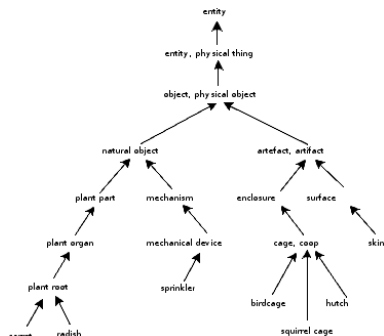 entity
entity, physical thing
object, physical object
natural object artefact, artifact
plant part mechanism enclosure surface
plant organ mechanical device cage, coop skin
plant root sprinkler birdcage hutch
radish squirrel cage